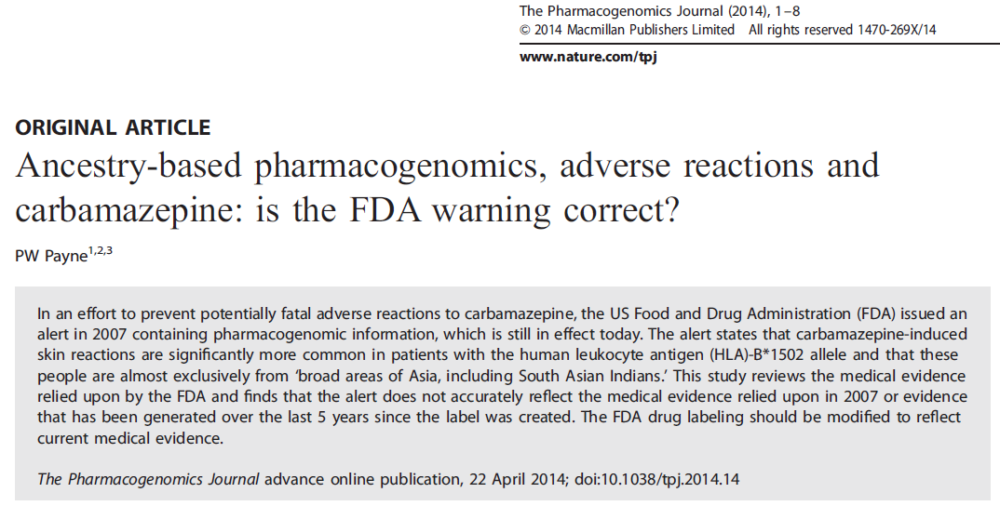 The Pharmacogenomics Journal (2014), 1–8
© 2014 Macmillan Publishers Limited All rights reserved 1470-269X/14
www.nature.com/tpj
ORIGINAL ARTICLE
Ancestry-based pharmacogenomics, adverse reactions and
carbamazepine: is the FDA warning correct?
PW Payne1,2,3
In an effort to prevent potentially fatal adverse reactions to carbamazepine, the US Food and Drug Administration (FDA) issued an
alert in 2007 containing pharmacogenomic information, which is still in effect today. The alert states that carbamazepine-induced
skin reactions are significantly more common in patients with the human leukocyte antigen (HLA)-B*1502 allele and that these
people are almost exclusively from ‘broad areas of Asia, including South Asian Indians.’ This study reviews the medical evidence
relied upon by the FDA and finds that the alert does not accurately reflect the medical evidence relied upon in 2007 or evidence
that has been generated over the last 5 years since the label was created. The FDA drug labeling should be modified to reflect
current medical evidence.
The Pharmacogenomics Journal advance online publication, 22 April 2014; doi:10.1038/tpj.2014.14